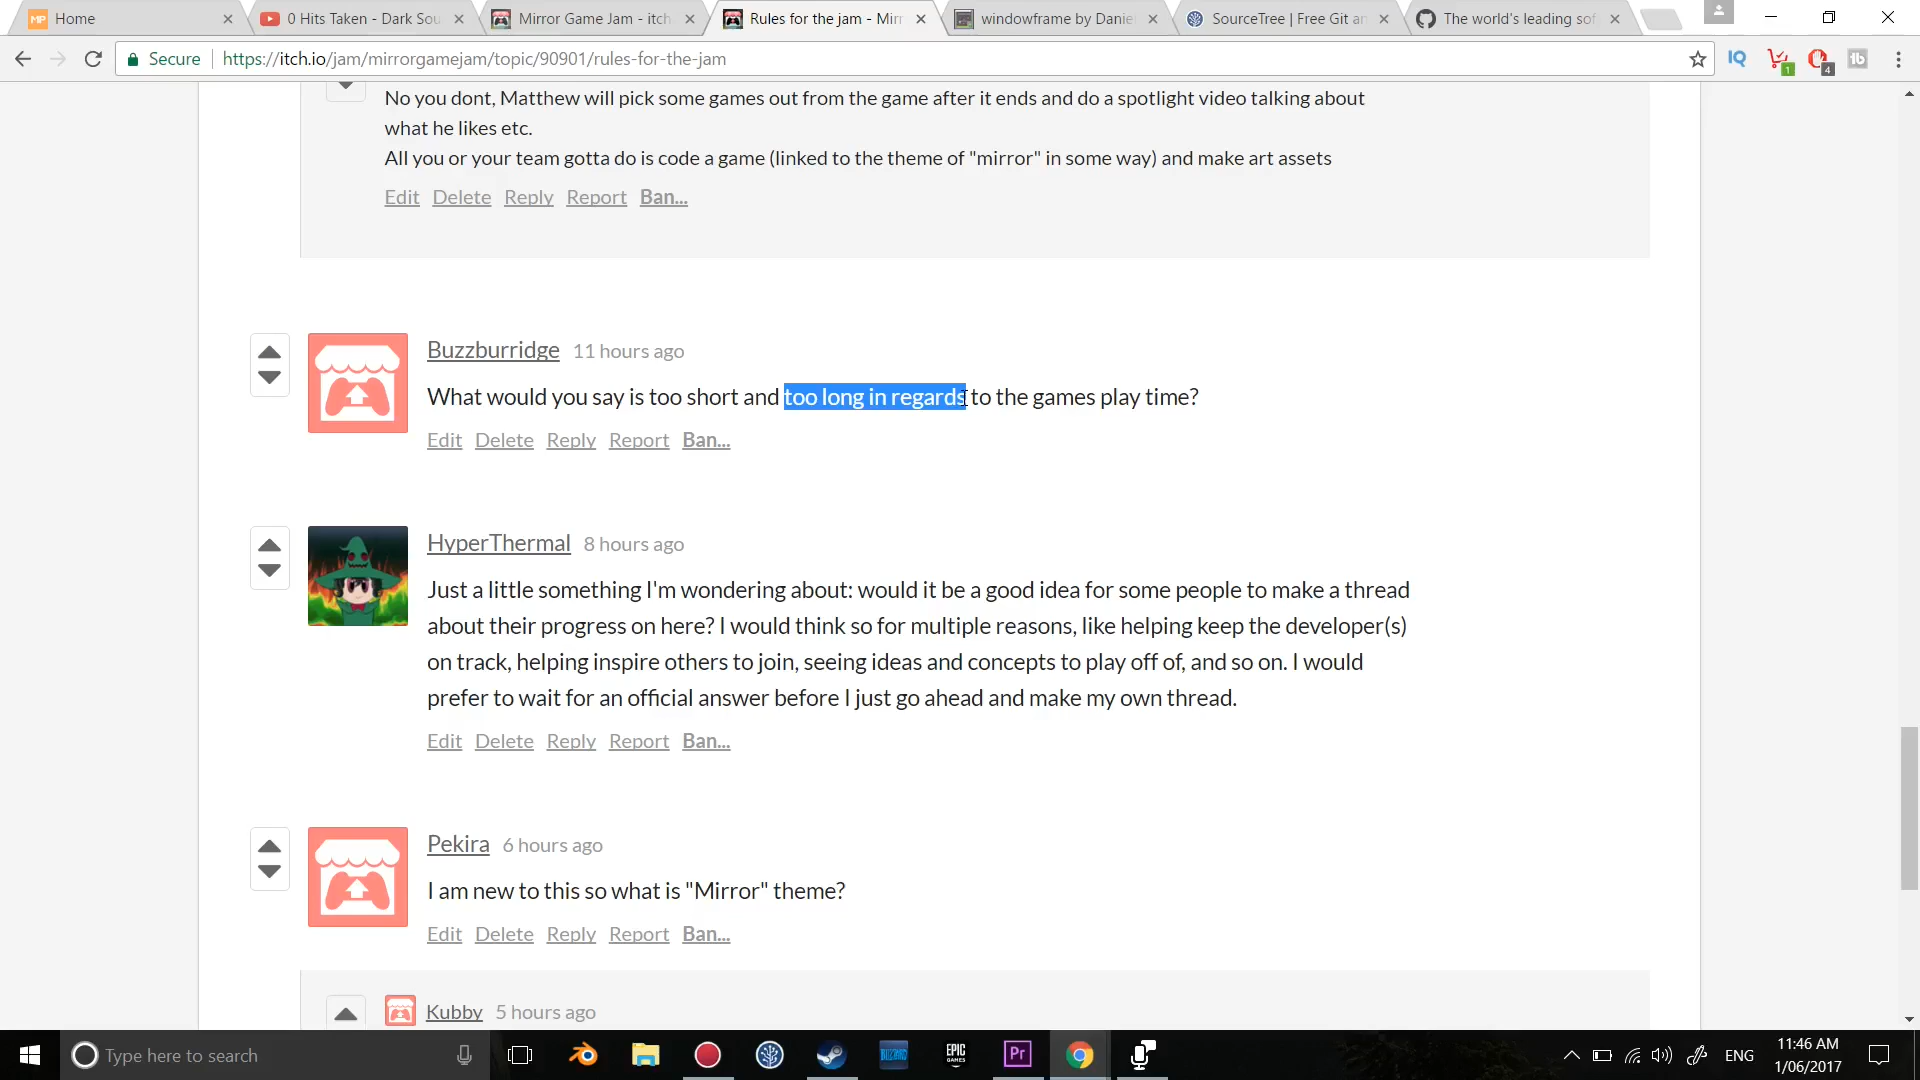 Home
0 Hits Taken - Dark Sou
Mirror Game Jam - itch
Rules for the jam - Mirr
windowframe by Danie
SourceTree | Free Git an
The world's leading sof
Secure
https://itch.io/jam/mirrorgamejam/topic/90901/rules-for-the-jam
No you dont, Matthew will pick some games out from the game after it ends and do a spotlight video talking about
what he likes etc.
All you or your team gotta do is code a game (linked to the theme of "mirror" in some way) and make art assets
Edit Delete Reply Report Ban...
Buzzburridge 11 hours ago
What would you say is too short and too long in regards to the games play time?
Edit Delete Reply Report Ban...
HyperThermal 8 hours ago
Just a little something I'm wondering about: would it be a good idea for some people to make a thread
about their progress on here? I would think so for multiple reasons, like helping keep the developer(s)
on track, helping inspire others to join, seeing ideas and concepts to play off of, and so on. I would
prefer to wait for an official answer before I just go ahead and make my own thread.
Edit Delete Reply Report Ban...
Pekira 6 hours ago
I am new to this so what is "Mirror" theme?
Edit Delete Reply Report Ban...
Kubby 5 hours ago
Type here to search
ENG
11:46 AM
1/06/2017